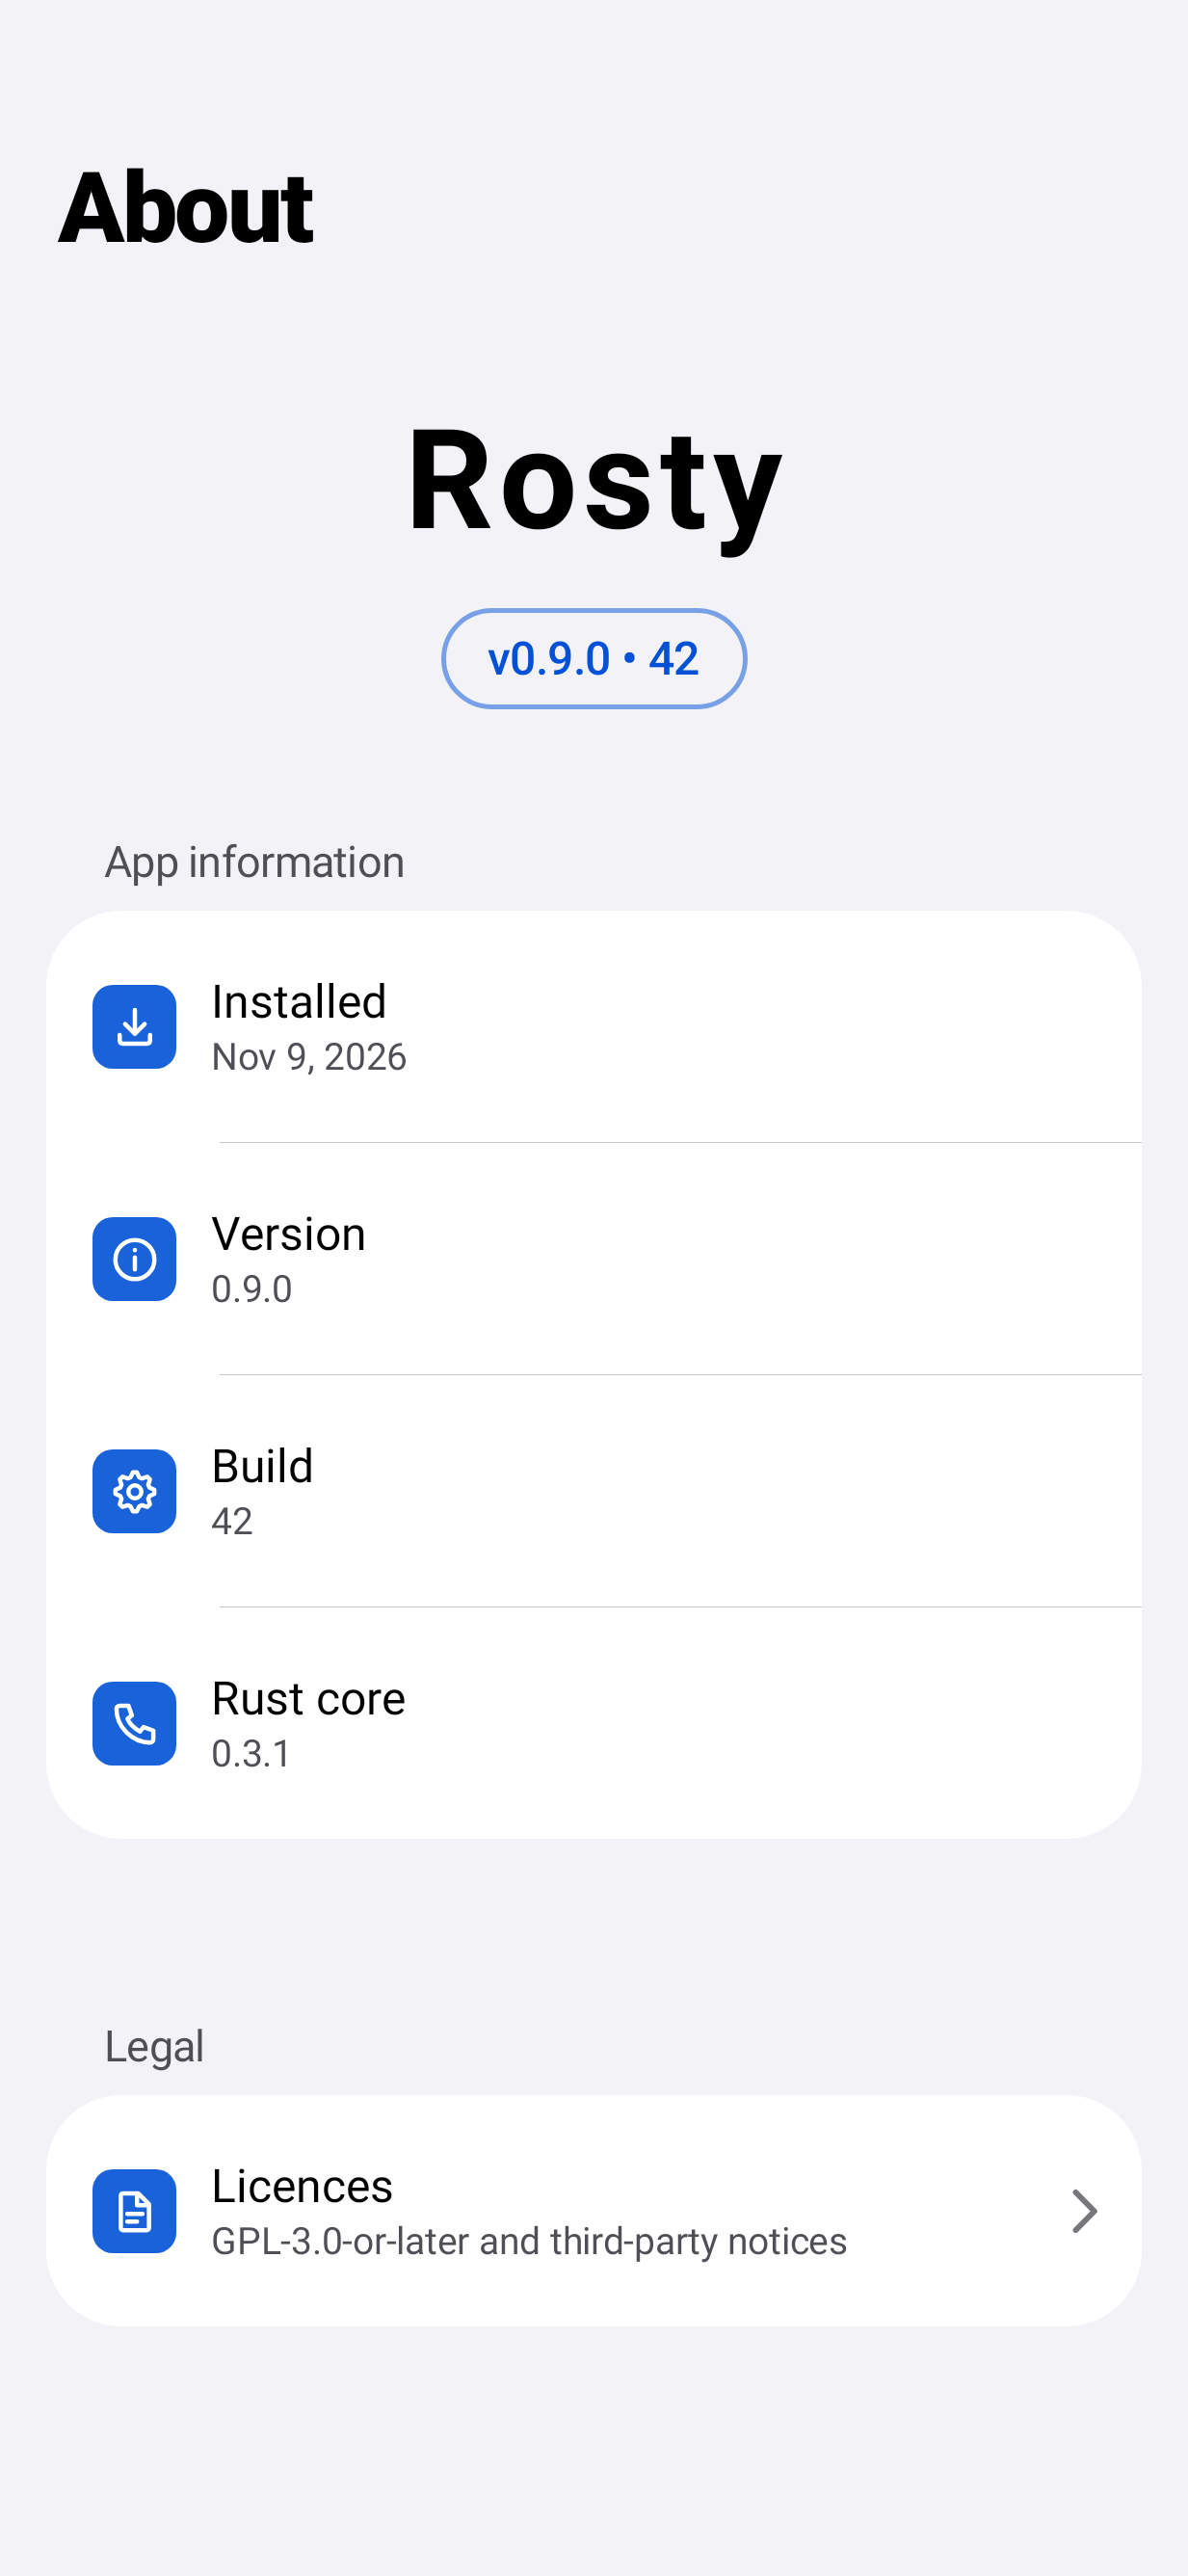 About
Rosty
v0.9.0 • 42
App information
Installed
Nov 9, 2026
Version
0.9.0
Build
42
Rust core
0.3.1
Legal
Licences
GPL-3.0-or-later and third-party notices